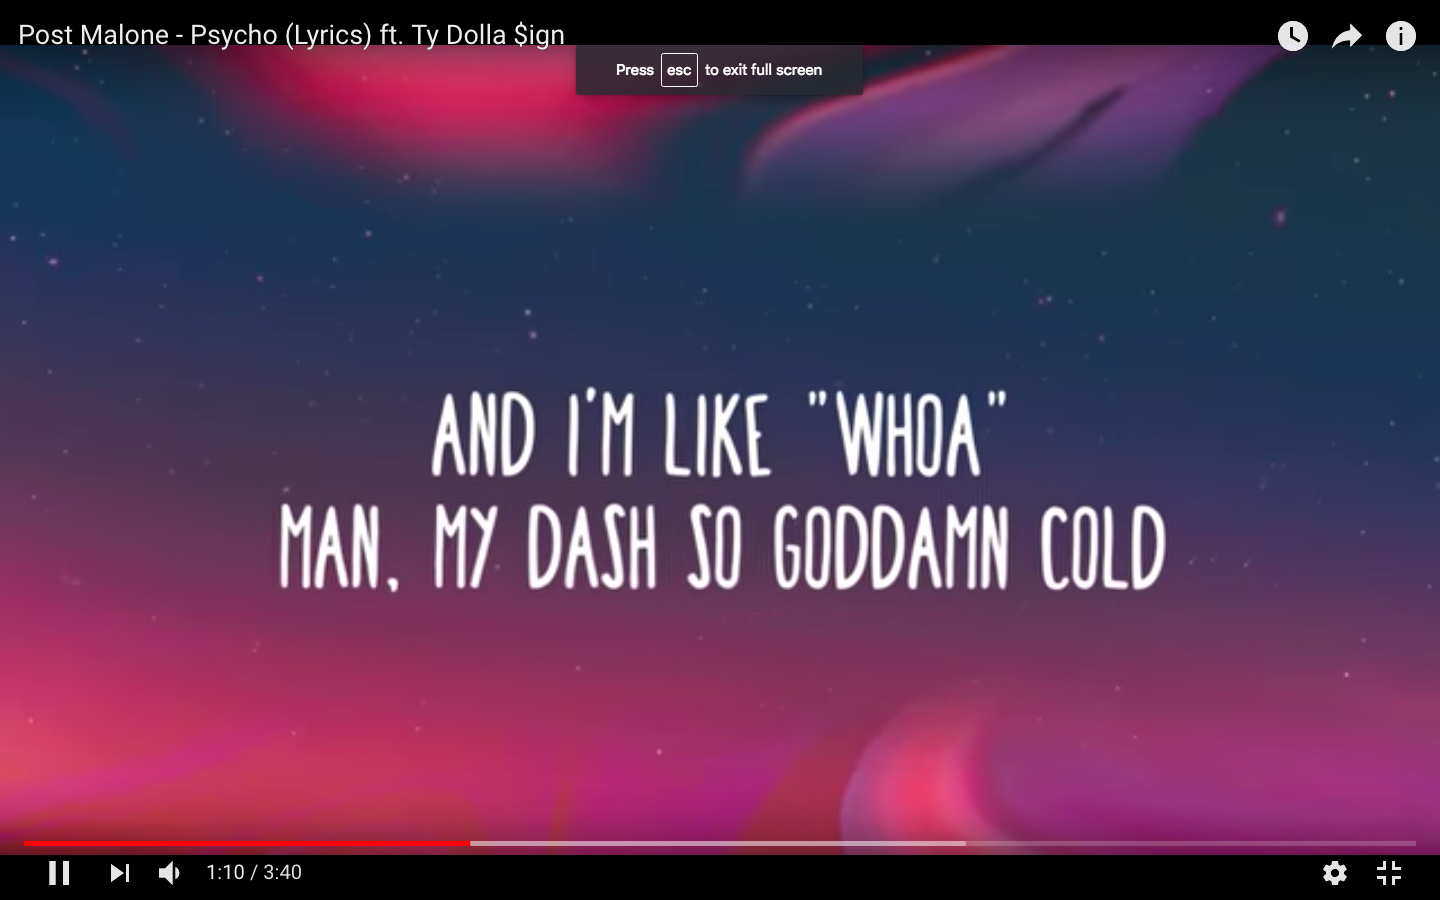 Post Malone - Psycho (Lyrics) ft. Ty Dolla $ign
Press esc to exit full screen
AND I'M LIKE "WHOA"
MAN, MY DASH SO GODDAMN COLD
1:10 / 3:40